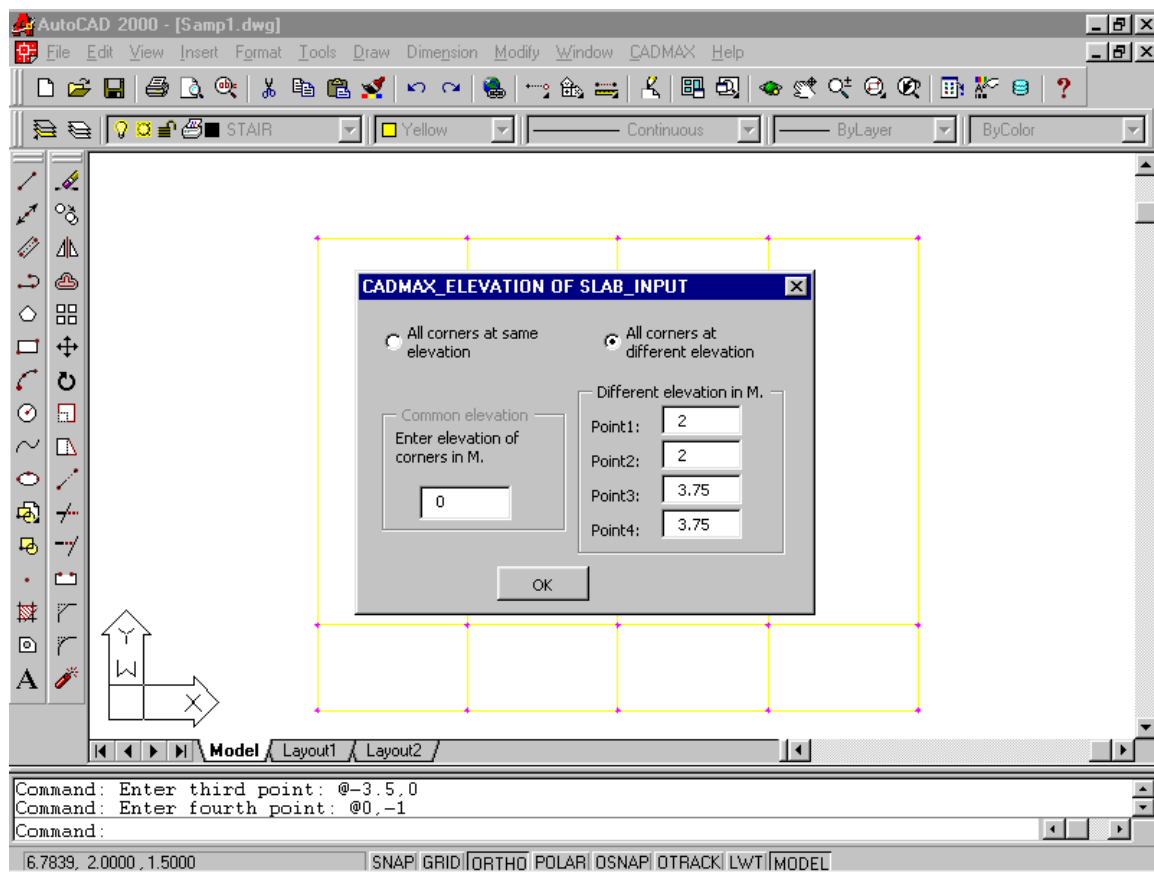 AutoCAD 2000 - [Samp1.dwg]
File Edit View Insert Format Tools Draw Dimension Modify Window CADMAX Help
STAIR Yellow Continuous ByLayer ByColor
CADMAX_ELEVATION OF SLAB_INPUT
All corners at same
elevation
All corners at
different elevation
Common elevation
Enter elevation of
corners in M.
0
Different elevation in M.
Point1: 2
Point2: 2
Point3: 3.75
Point4: 3.75
OK
Y
W
X
A
Model Layout1 Layout2
Command: Enter third point: @-3.5,0
Command: Enter fourth point: @0,-1
Command:
6.7839, 2.0000 , 1.5000 SNAP GRID ORTHO POLAR OSNAP OTRACK LWT MODEL